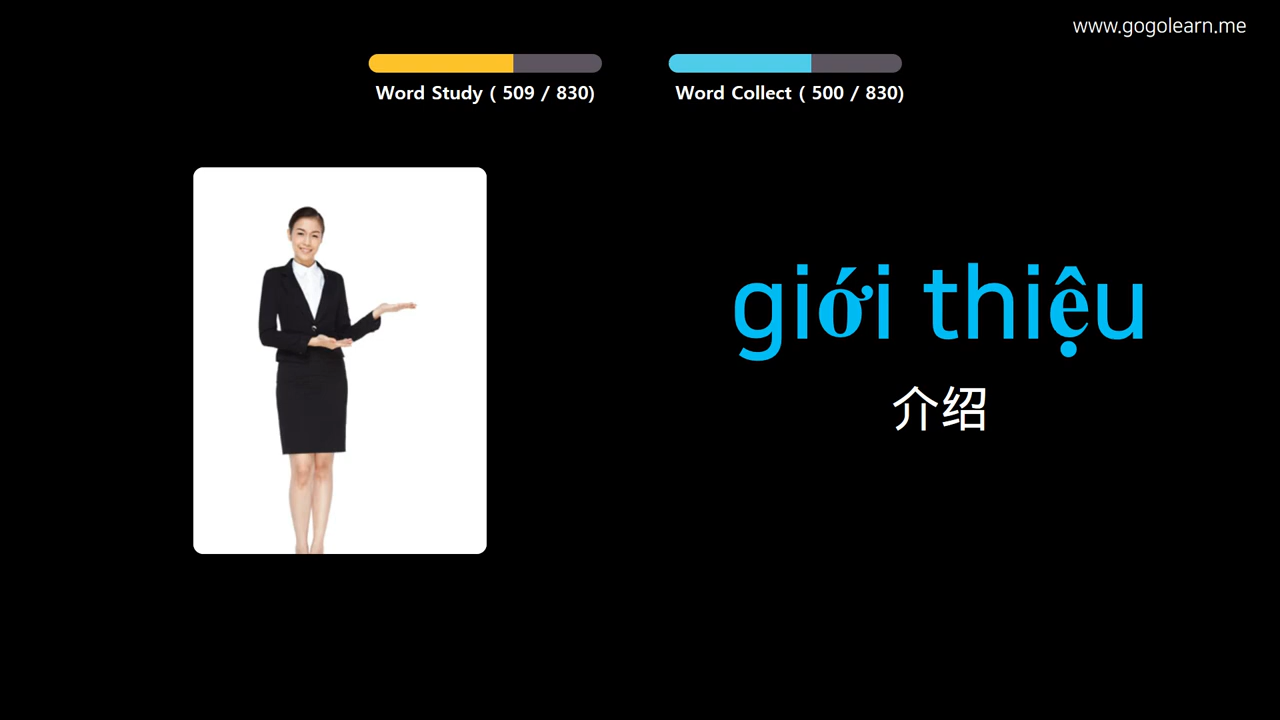 www.gogolearn.me
Word Study ( 509 / 830)
Word Collect ( 500 / 830)
giới thiệu
介绍